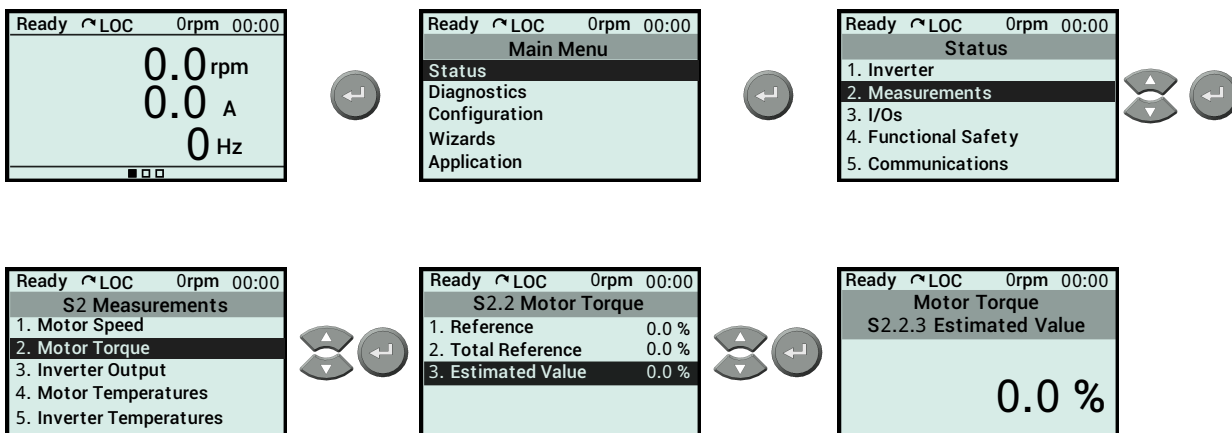 Ready LOC 0rpm 00:00
0.0 rpm
0.0 A
0 Hz
Ready LOC 0rpm 00:00
Main Menu
Status
Diagnostics
Configuration
Wizards
Application
Ready LOC 0rpm 00:00
Status
1. Inverter
2. Measurements
3. I/Os
4. Functional Safety
5. Communications
Ready LOC 0rpm 00:00
S2 Measurements
1. Motor Speed
2. Motor Torque
3. Inverter Output
4. Motor Temperatures
5. Inverter Temperatures
Ready LOC 0rpm 00:00
S2.2 Motor Torque
1. Reference 0.0 %
2. Total Reference 0.0 %
3. Estimated Value 0.0 %
Ready LOC 0rpm 00:00
Motor Torque
S2.2.3 Estimated Value
0.0 %